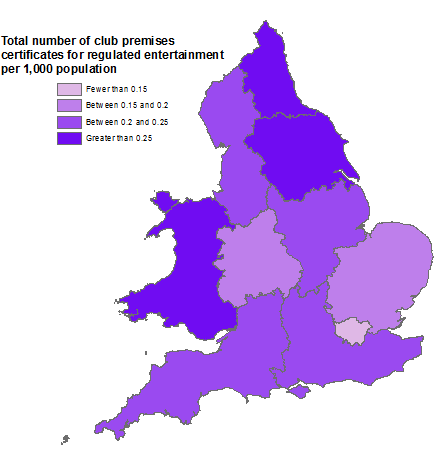 Total number of club premises
certificates for regulated entertainment
per 1,000 population
Fewer than 0.15
Between 0.15 and 0.2
Between 0.2 and 0.25
Greater than 0.25